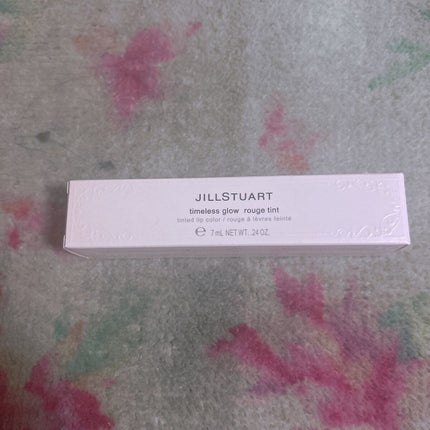 JILLSTUART
timeless glow rouge tint
tinted lip color / rouge à lèvres teinté
℮ 7 mL NET WT. .24 OZ.